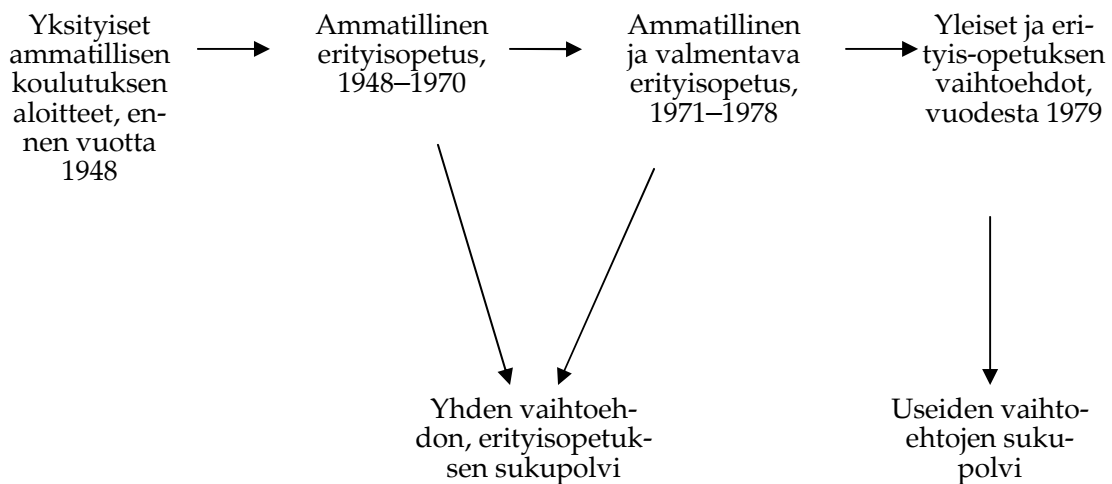 Yksityiset
ammatillisen
koulutuksen
aloitteet, en-
nen vuotta
1948
Ammatillinen
erityisopetus,
1948–1970
Ammatillinen
ja valmentava
erityisopetus,
1971–1978
Yleiset ja eri-
tyis-opetuksen
vaihtoehdot,
vuodesta 1979
Yhden vaihtoeh-
don, erityisopetuk-
sen sukupolvi
Useiden vaihto-
ehtojen suku-
polvi